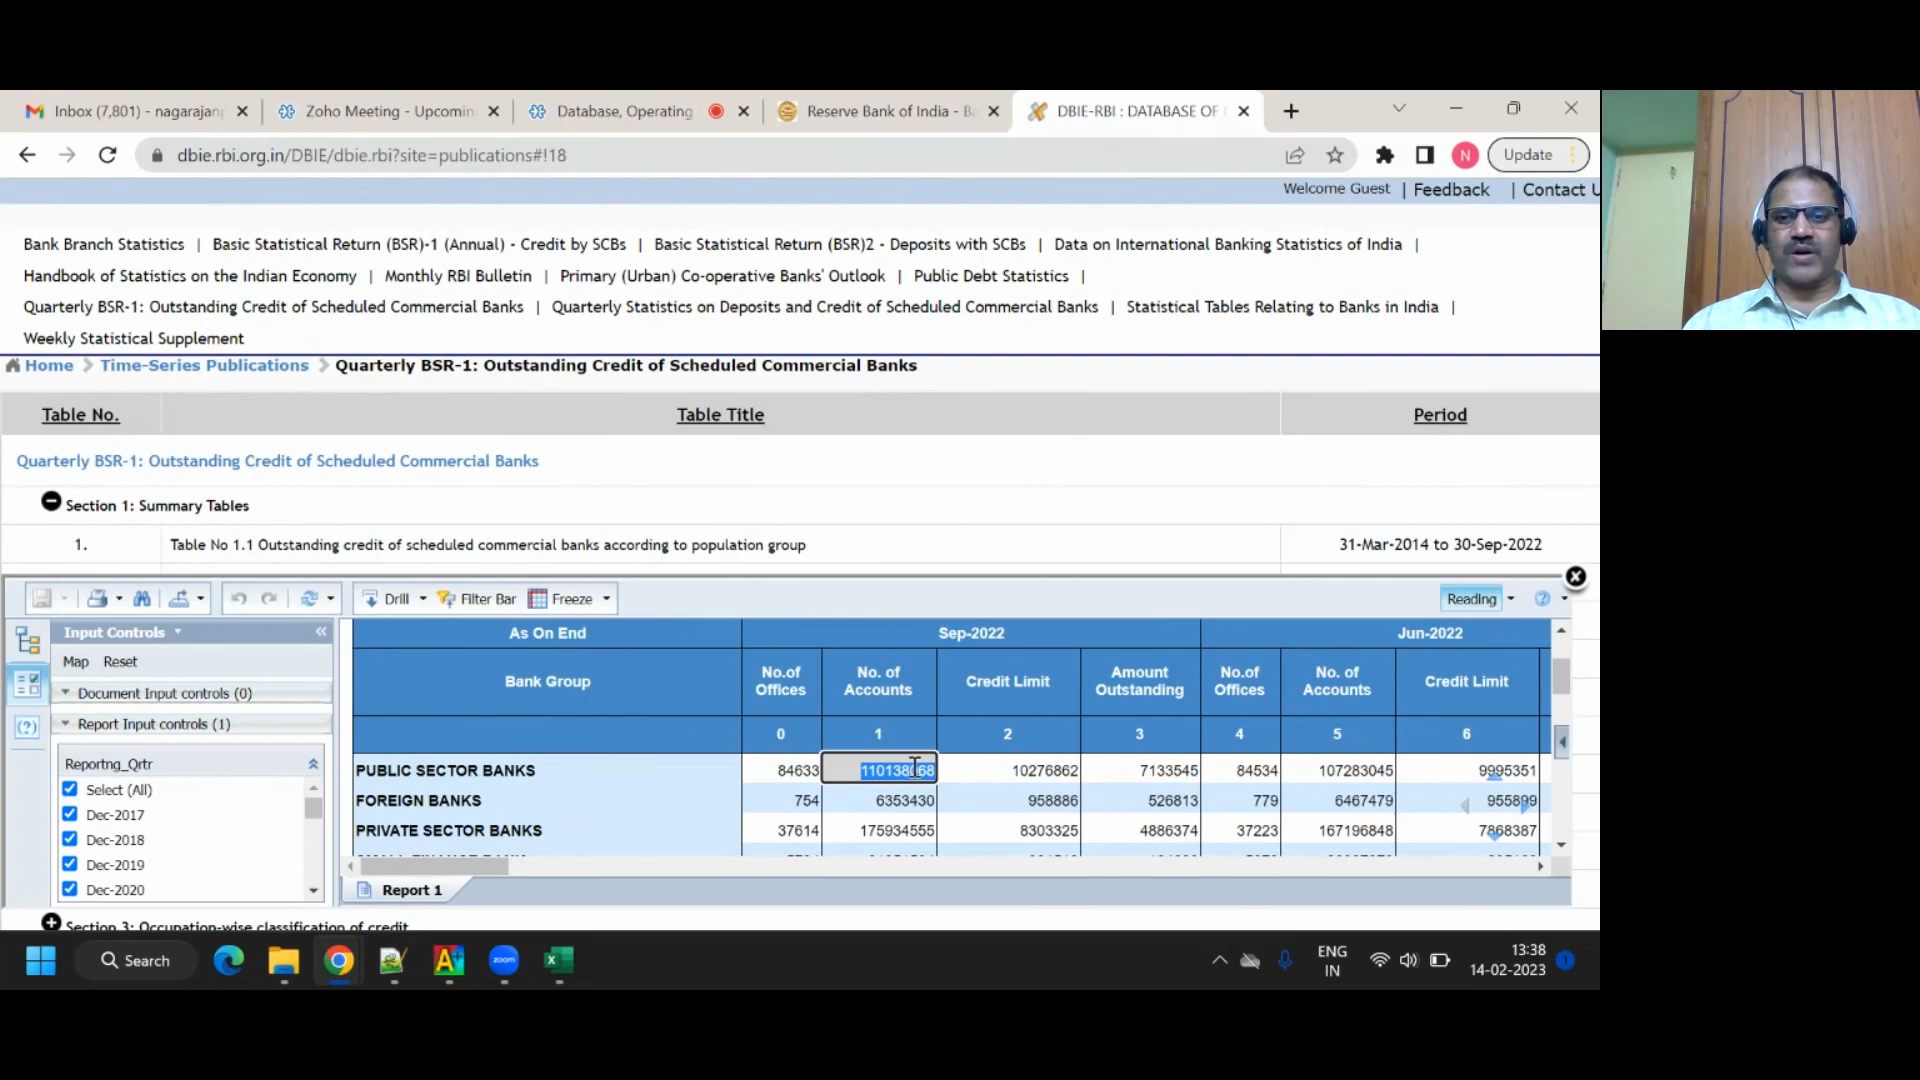 Inbox (7,801) - nagarajan
Zoho Meeting - Upcomin
Database, Operating
Reserve Bank of India - Ba
DBIE-RBI : DATABASE OF
dbie.rbi.org.in/DBIE/dbie.rbi?site=publications#!18
N
Update
Welcome Guest | Feedback | Contact U
Bank Branch Statistics | Basic Statistical Return (BSR)-1 (Annual) - Credit by SCBs | Basic Statistical Return (BSR)2 - Deposits with SCBs | Data on International Banking Statistics of India |
Handbook of Statistics on the Indian Economy | Monthly RBI Bulletin | Primary (Urban) Co-operative Banks' Outlook | Public Debt Statistics |
Quarterly BSR-1: Outstanding Credit of Scheduled Commercial Banks | Quarterly Statistics on Deposits and Credit of Scheduled Commercial Banks | Statistical Tables Relating to Banks in India |
Weekly Statistical Supplement
Home Time-Series Publications Quarterly BSR-1: Outstanding Credit of Scheduled Commercial Banks
Table No. Table Title Period
Quarterly BSR-1: Outstanding Credit of Scheduled Commercial Banks
Section 1: Summary Tables
1. Table No 1.1 Outstanding credit of scheduled commercial banks according to population group 31-Mar-2014 to 30-Sep-2022
Drill Filter Bar Freeze Reading
Input Controls
Map Reset
Document Input controls (0)
Report Input controls (1)
Reportng_Qrtr
Select (All)
Dec-2017
Dec-2018
Dec-2019
Dec-2020
As On End Sep-2022 Jun-2022
Bank Group No.of Offices No. of Accounts Credit Limit Amount Outstanding No.of Offices No. of Accounts Credit Limit
0 1 2 3 4 5 6
PUBLIC SECTOR BANKS 84633 10276862 7133545 84534 107283045 9995351
FOREIGN BANKS 754 6353430 958886 526813 779 6467479 955899
PRIVATE SECTOR BANKS 37614 175934555 8303325 4886374 37223 167196848 7868387
Report 1
Section 3: Occupation-wise classification of credit
Search
zoom
ENG
IN
13:38
14-02-2023